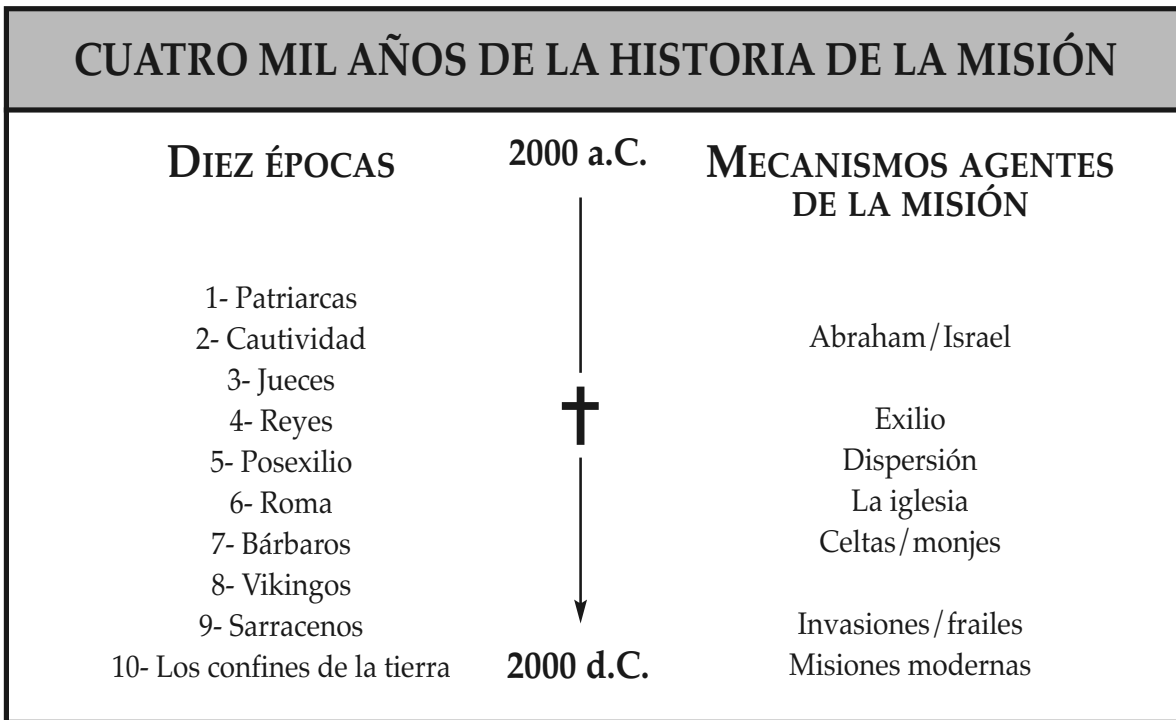 CUATRO MIL AÑOS DE LA HISTORIA DE LA MISIÓN
DIEZ ÉPOCAS
1- Patriarcas
2- Cautividad
3- Jueces
4- Reyes
5- Posexilio
6- Roma
7- Bárbaros
8- Vikingos
9- Sarracenos
10- Los confines de la tierra
2000 a.C.
2000 d.C.
MECANISMOS AGENTES
DE LA MISIÓN
Abraham/Israel
Exilio
Dispersión
La iglesia
Celtas/monjes
Invasiones/frailes
Misiones modernas